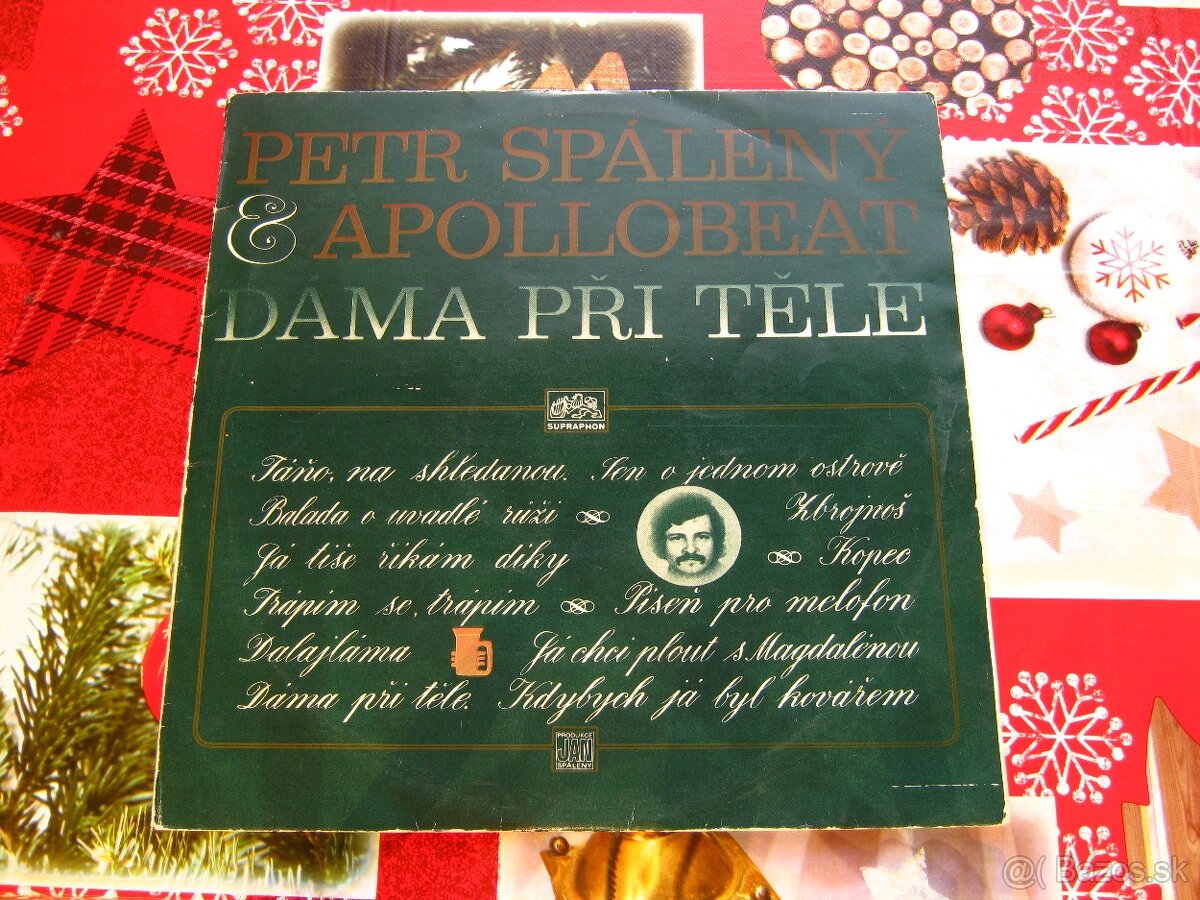 PETR SPÁLENÝ
& APOLLOBEAT
DÁMA PŘI TĚLE
SUPRAPHON
Táňo, na shledanou. Sen o jednom ostrově
Balada o uvadlé růži Zbrojnoš
Já tiše říkám díky Kopec
Trápím se, trápím Píseň pro melofon
Dalajláma Já chci plout s Magdalénou
Dáma při těle. Kdybych já byl kovářem
PRODUKCE
JAN
SPÁLENÝ
@( Bazos.sk